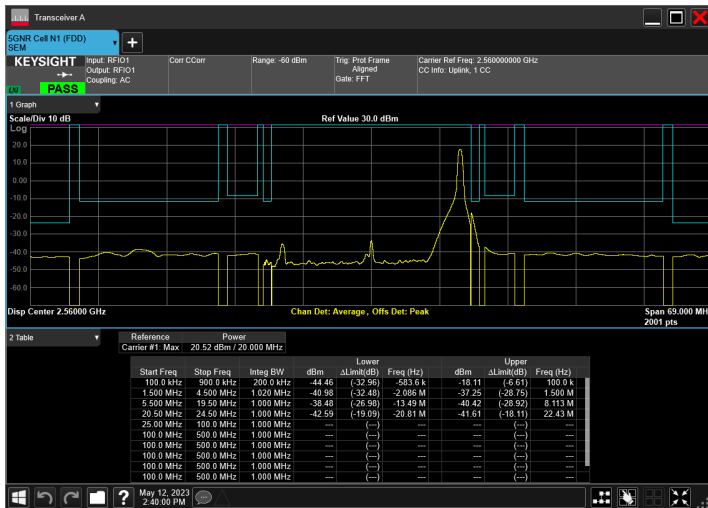 Transceiver A
5GNR Cell N1 (FDD)
SEM
KEYSIGHT
LXI
PASS
Input: RFIO1
Output: RFIO1
Coupling: AC
Corr CCorr
Range: -60 dBm
Trig: Prot Frame
Aligned
Gate: FFT
Carrier Ref Freq: 2.560000000 GHz
CC Info: Uplink, 1 CC
1 Graph
Scale/Div 10 dB
Ref Value 30.0 dBm
Log
20.0
10.0
0.00
-10.0
-20.0
-30.0
-40.0
-50.0
-60.0
Disp Center 2.56000 GHz
Chan Det: Average, Offs Det: Peak
Span 69.000 MH
2001 pts
2 Table
Reference Power
Carrier #1: Max 20.52 dBm / 20.000 MHz
Lower Upper
Start Freq Stop Freq Integ BW dBm ΔLimit(dB) Freq (Hz) dBm ΔLimit(dB) Freq (Hz)
100.0 kHz 900.0 kHz 200.0 kHz -44.46 (-32.96) -583.6 k -18.11 (-6.61) 100.0 k
1.500 MHz 4.500 MHz 1.020 MHz -40.98 (-32.48) -2.086 M -37.25 (-28.75) 1.500 M
5.500 MHz 19.50 MHz 1.000 MHz -38.48 (-26.98) -13.49 M -40.42 (-28.92) 8.113 M
20.50 MHz 24.50 MHz 1.000 MHz -42.59 (-19.09) -20.81 M -41.61 (-18.11) 22.43 M
25.00 MHz 100.0 MHz 1.000 MHz --- (---) --- --- (---) ---
100.0 MHz 500.0 MHz 1.000 MHz --- (---) --- --- (---) ---
100.0 MHz 500.0 MHz 1.000 MHz --- (---) --- --- (---) ---
100.0 MHz 500.0 MHz 1.000 MHz --- (---) --- --- (---) ---
100.0 MHz 500.0 MHz 1.000 MHz --- (---) --- --- (---) ---
100.0 MHz 500.0 MHz 1.000 MHz --- (---) --- --- (---) ---
100.0 MHz 500.0 MHz 1.000 MHz --- (---) --- --- (---) ---
?
May 12, 2023
2:40:00 PM